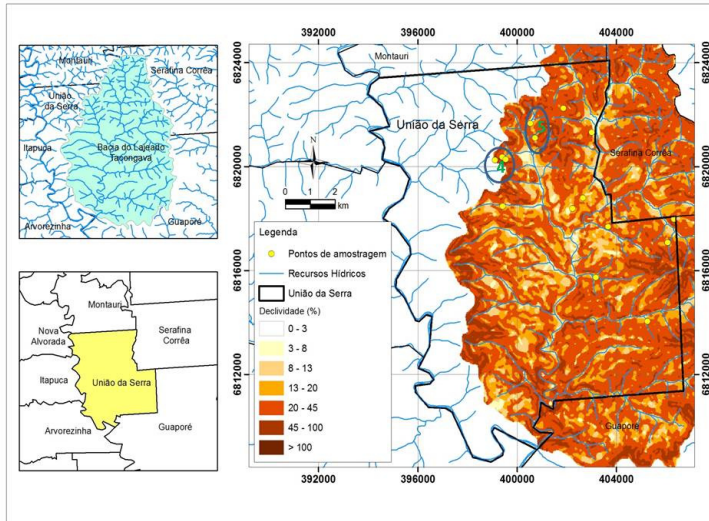 Montauri
Serafina Corrêa
União
da Serra
Itapuca
Bacia do Lajeado
Taçongava
Arvorezinha
Guaporé
Montauri
Nova
Alvorada
Serafina
Corrêa
Itapuca
União da Serra
Arvorezinha
Guaporé
392000 396000 400000 404000
6824000
6820000
6816000
6812000
Montauri
União da Serra
Serafina Corrêa
Guaporé
4
N
0 1 2
km
Legenda
Pontos de amostragem
Recursos Hídricos
União da Serra
Declividade (%)
0 - 3
3 - 8
8 - 13
13 - 20
20 - 45
45 - 100
> 100
6824000
6820000
6816000
6812000
392000 396000 400000 404000